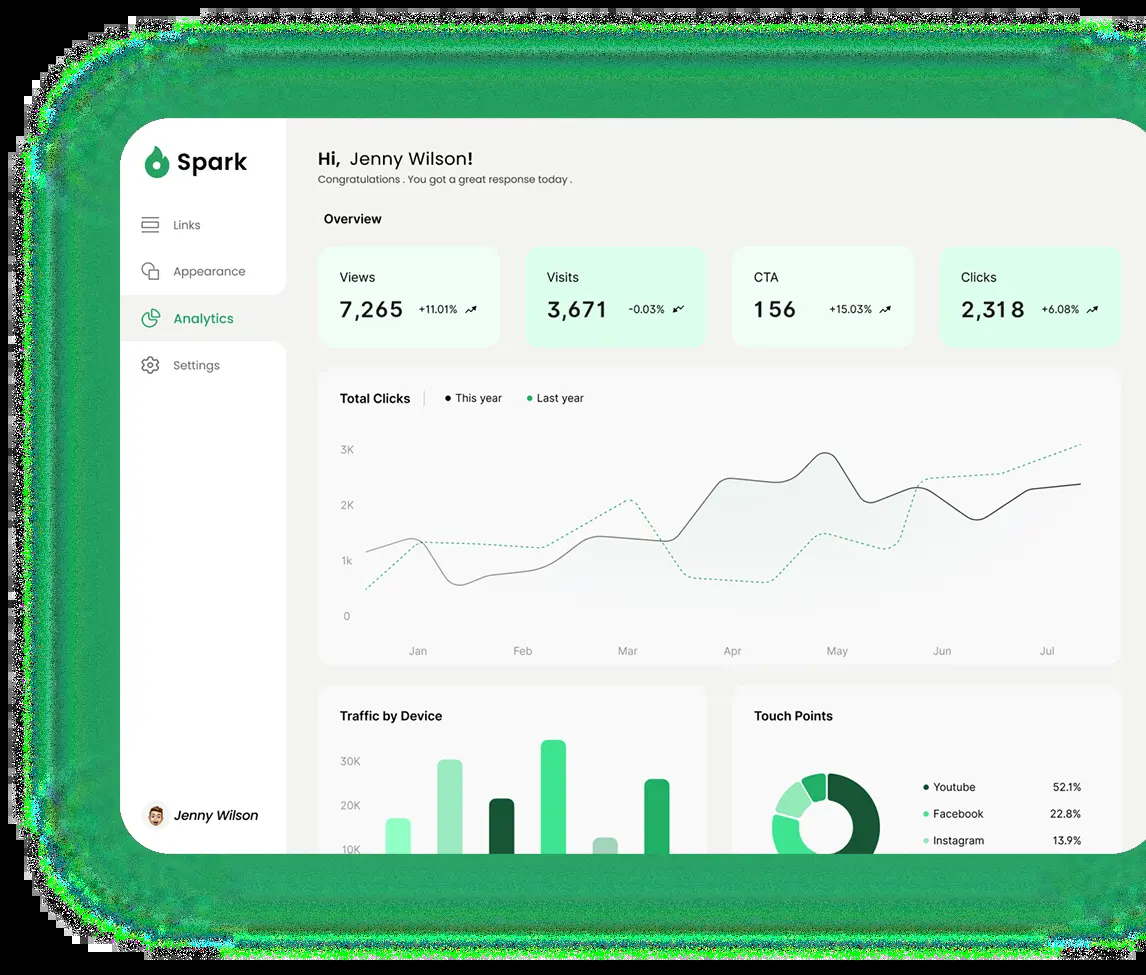 Spark
Links
Appearance
Analytics
Settings
Jenny Wilson
Hi, Jenny Wilson!
Congratulations . You got a great response today .
Overview
Views
7,265 +11.01%
Visits
3,671 -0.03%
CTA
156 +15.03%
Clicks
2,318 +6.08%
Total Clicks This year Last year
3K
2K
1k
0
Jan Feb Mar Apr May Jun Jul
Traffic by Device
30K
20K
10K
Touch Points
Youtube 52.1%
Facebook 22.8%
Instagram 13.9%